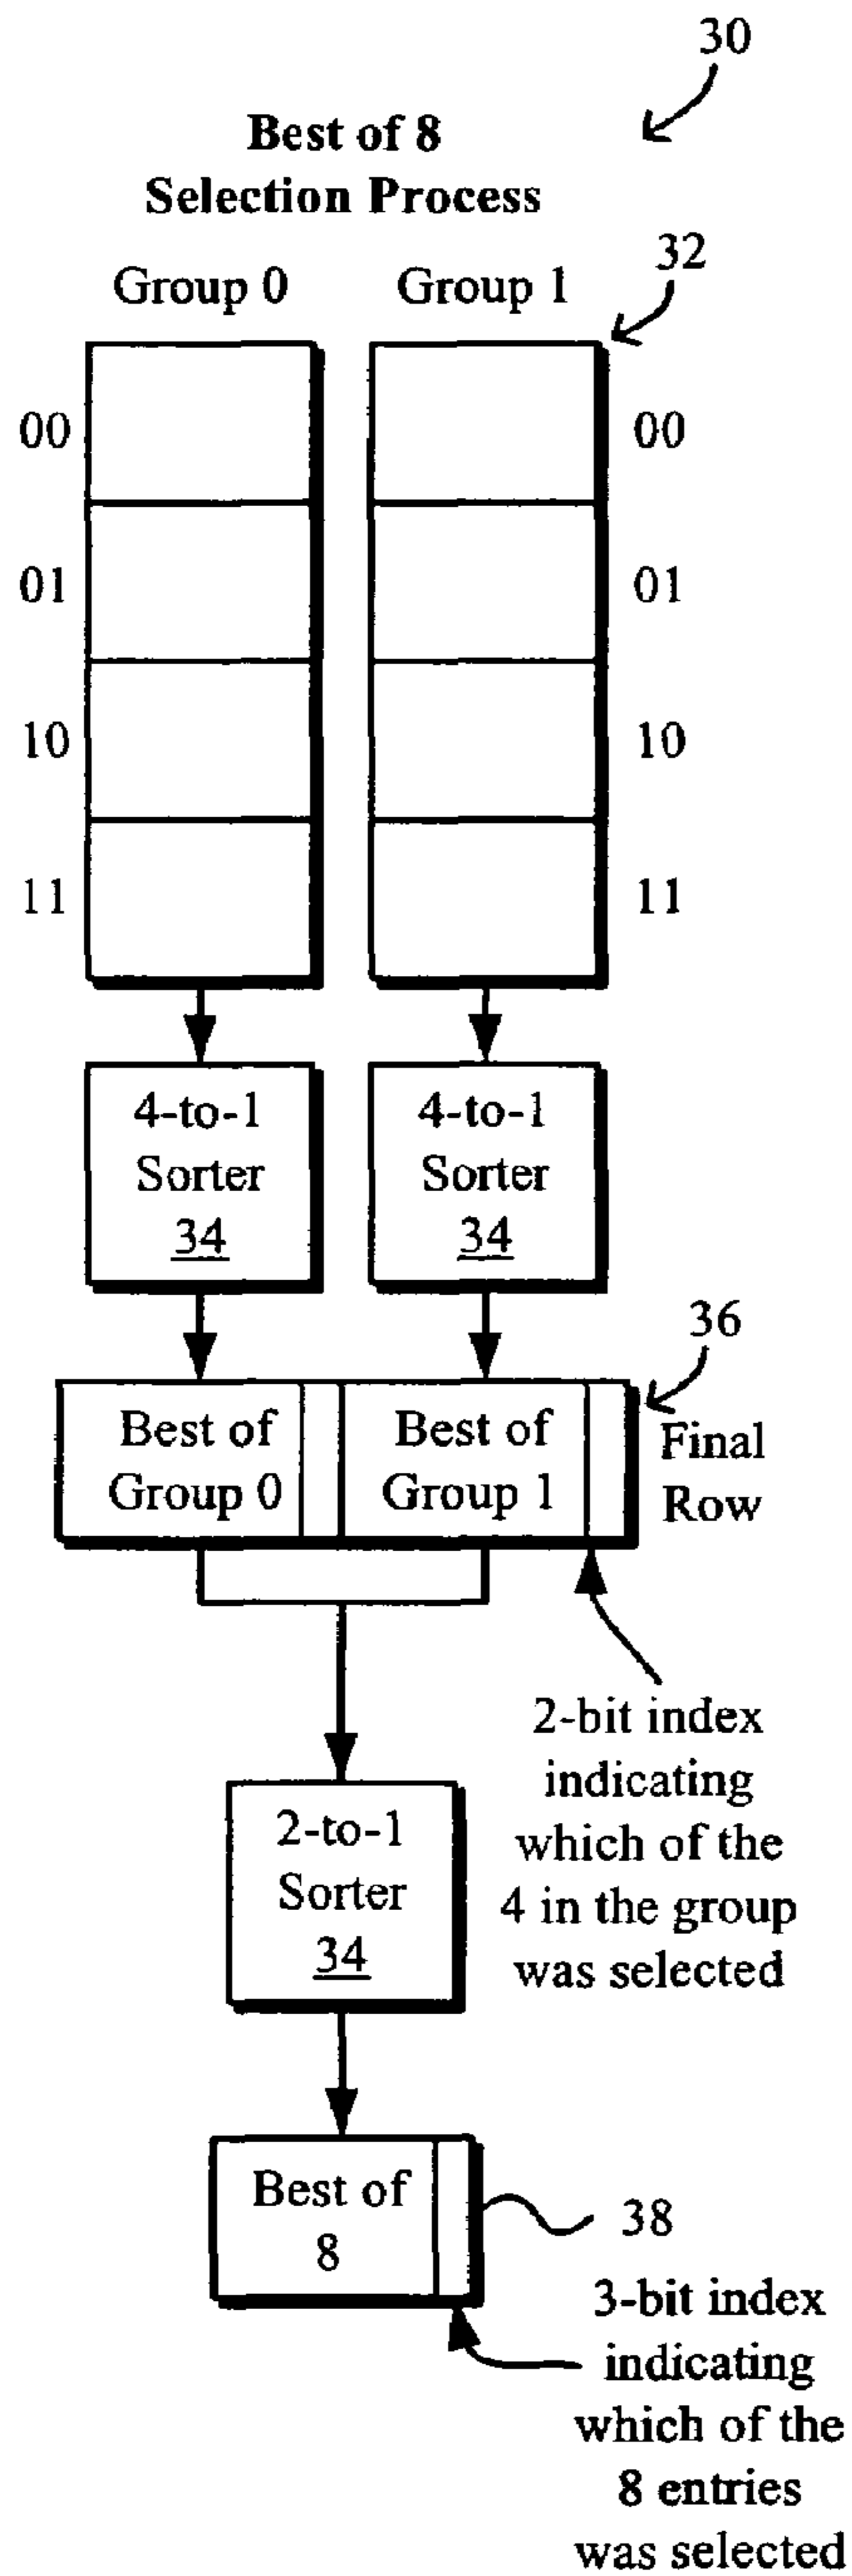 30
Best of 8
Selection Process
32
Group 0
Group 1
00
00
01
01
10
10
11
11
4-to-1
Sorter
34
4-to-1
Sorter
34
36
Best of
Group 0
Best of
Group 1
Final
Row
2-bit index
indicating
which of the
4 in the group
was selected
2-to-1
Sorter
34
Best of
8
38
3-bit index
indicating
which of the
8 entries
was selected